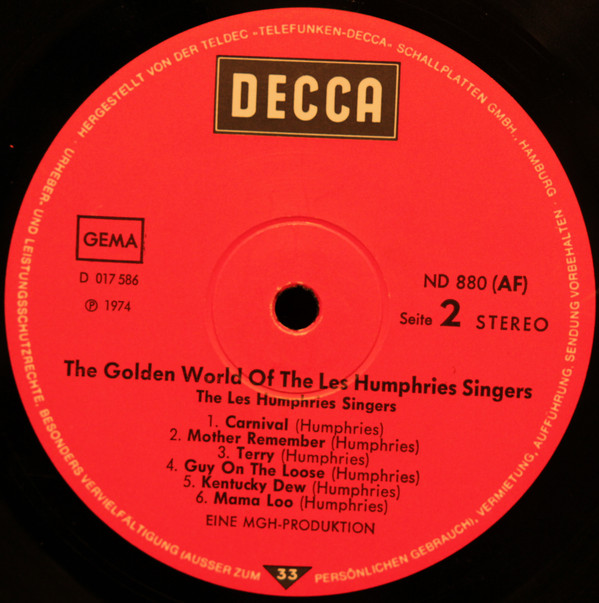 · HERGESTELLT VON DER TELDEC »TELEFUNKEN-DECCA« SCHALLPLATTEN GMBH., HAMBURG
DECCA
GEMA
D 017 586
℗ 1974
ND 880 (AF)
Seite 2 STEREO
The Golden World Of The Les Humphries Singers
The Les Humphries Singers
1. Carnival (Humphries)
2. Mother Remember (Humphries)
3. Terry (Humphries)
4. Guy On The Loose (Humphries)
5. Kentucky Dew (Humphries)
6. Mama Loo (Humphries)
EINE MGH-PRODUKTION
33
· URHEBER- UND LEISTUNGSSCHUTZRECHTE, BESONDERS VERVIELFÄLTIGUNG (AUSSER ZUM PERSÖNLICHEN GEBRAUCH), VERMIETUNG, AUFFÜHRUNG, SENDUNG VORBEHALTEN.